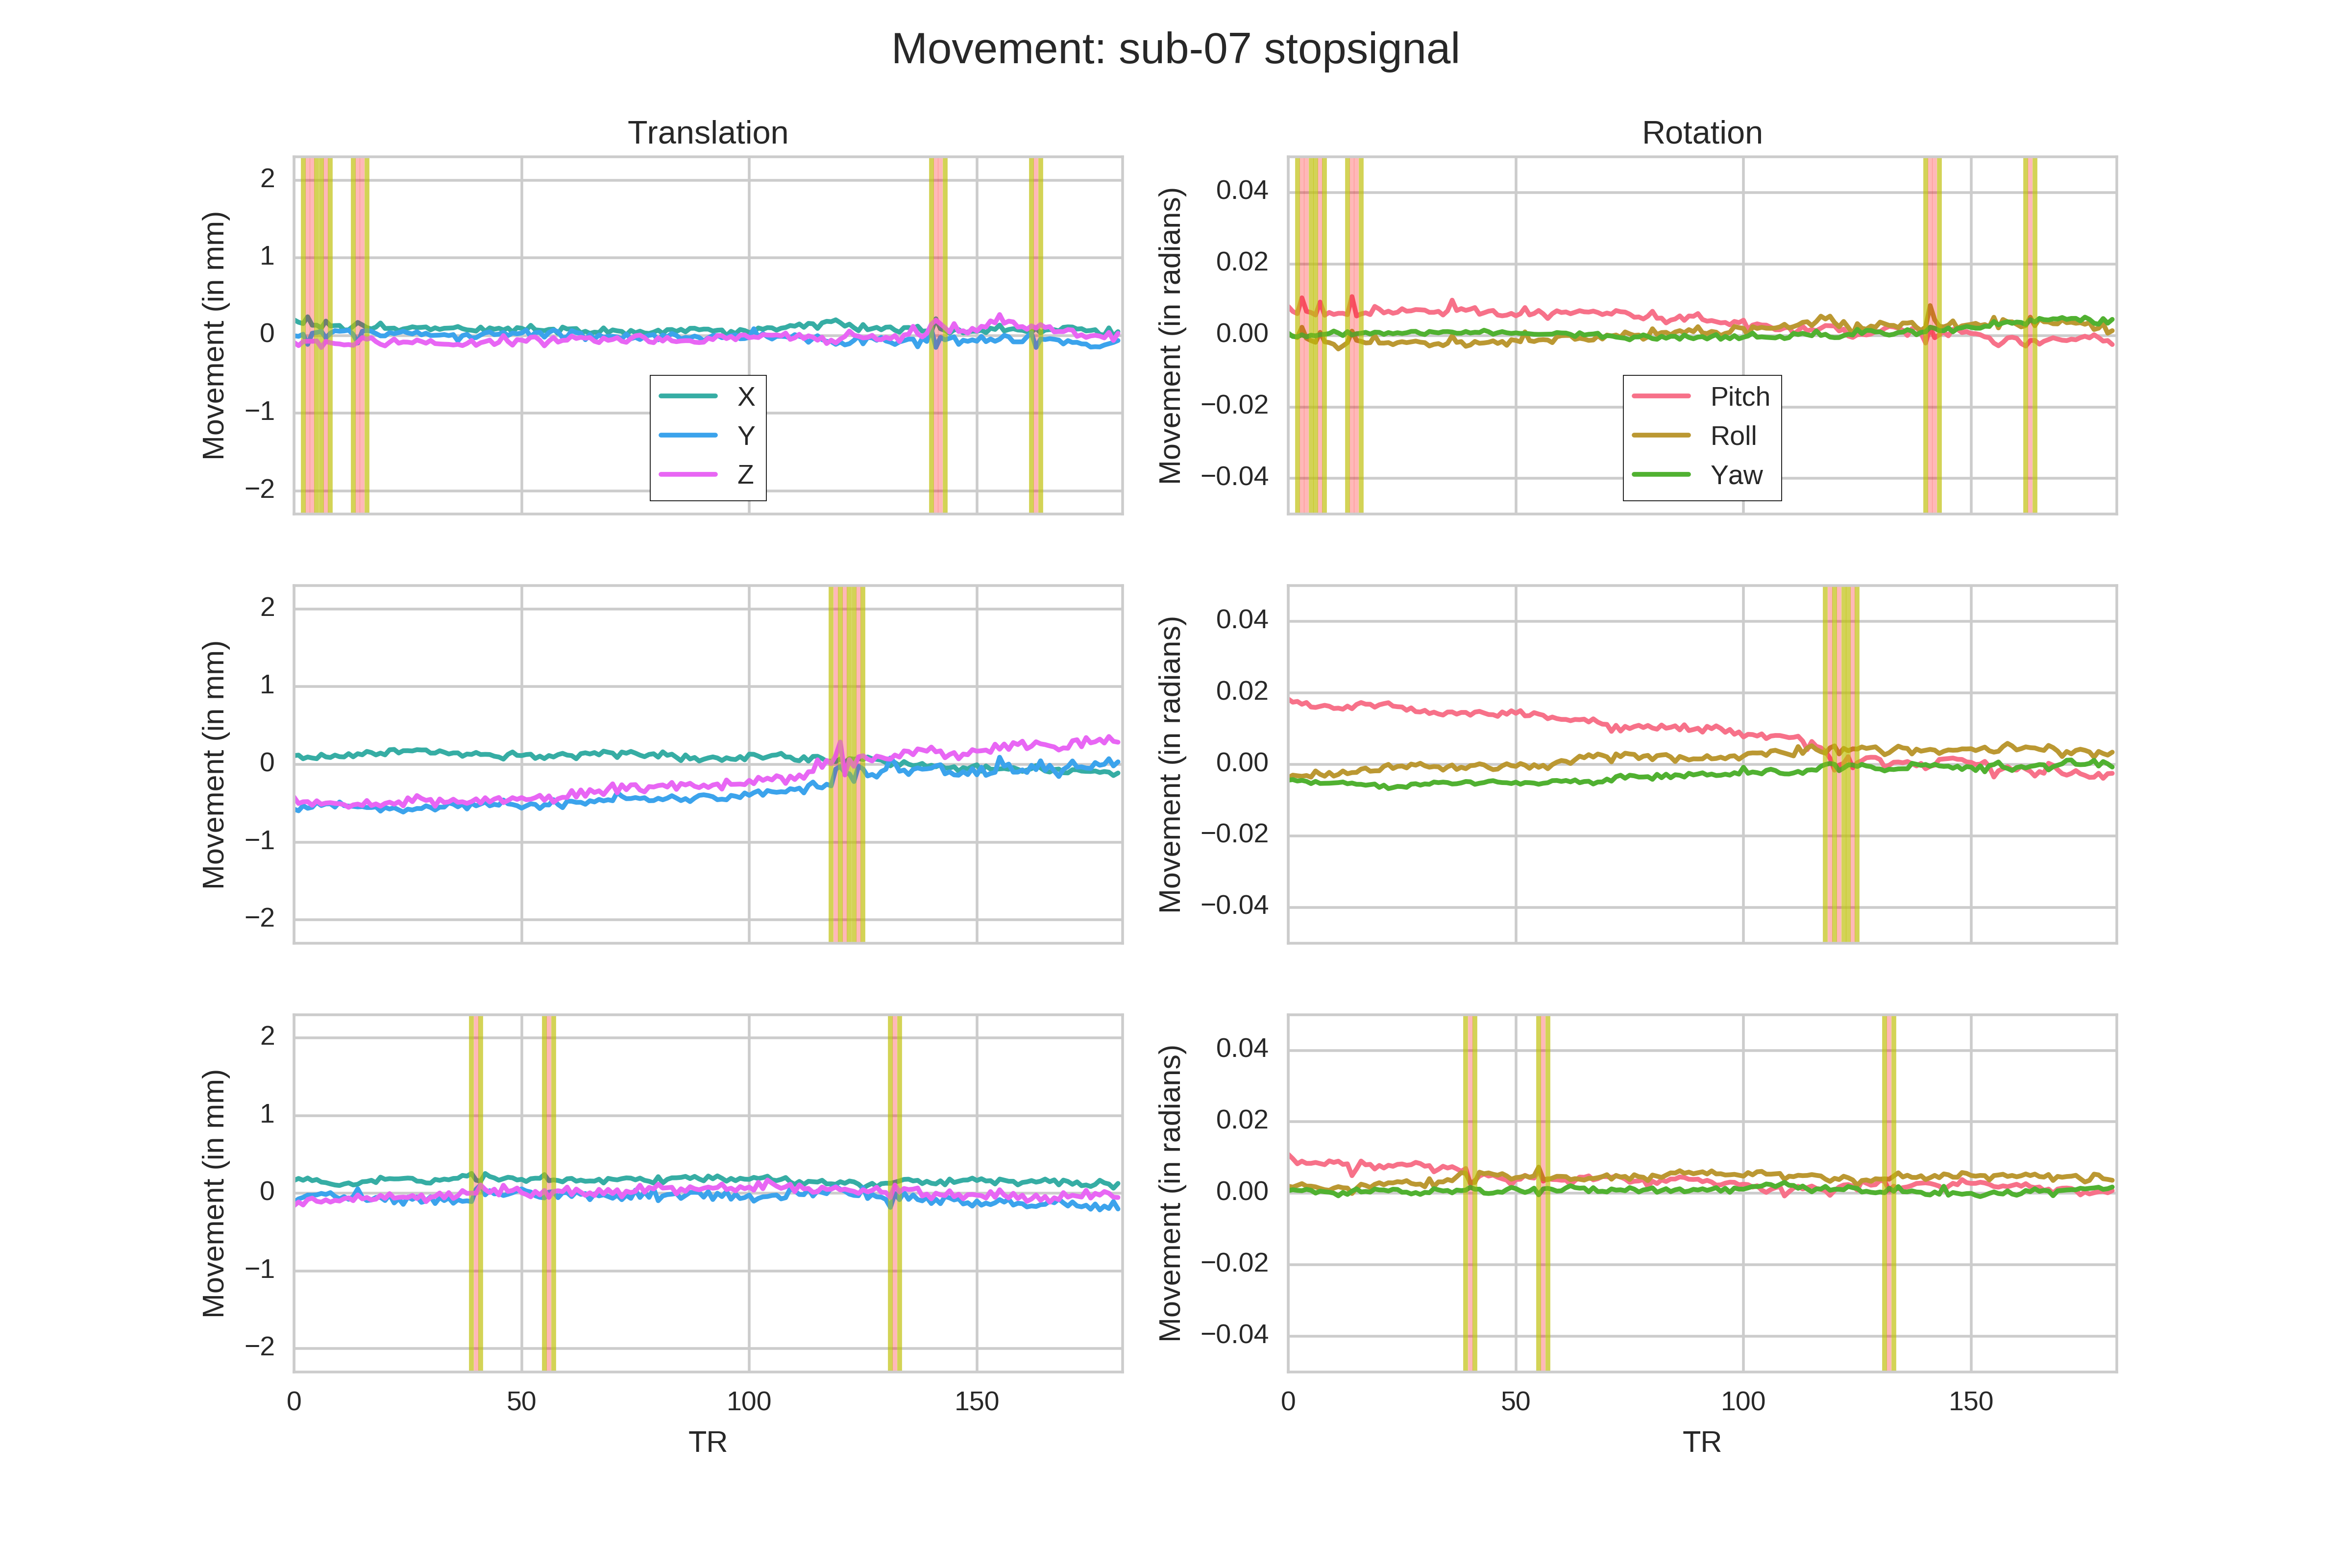 Movement: sub-07 stopsignal
Translation
Rotation
Movement (in mm)
2
1
0
−1
−2
X
Y
Z
Movement (in radians)
0.04
0.02
0.00
−0.02
−0.04
Pitch
Roll
Yaw
Movement (in mm)
2
1
0
−1
−2
Movement (in radians)
0.04
0.02
0.00
−0.02
−0.04
Movement (in mm)
2
1
0
−1
−2
0 50 100 150
TR
Movement (in radians)
0.04
0.02
0.00
−0.02
−0.04
0 50 100 150
TR